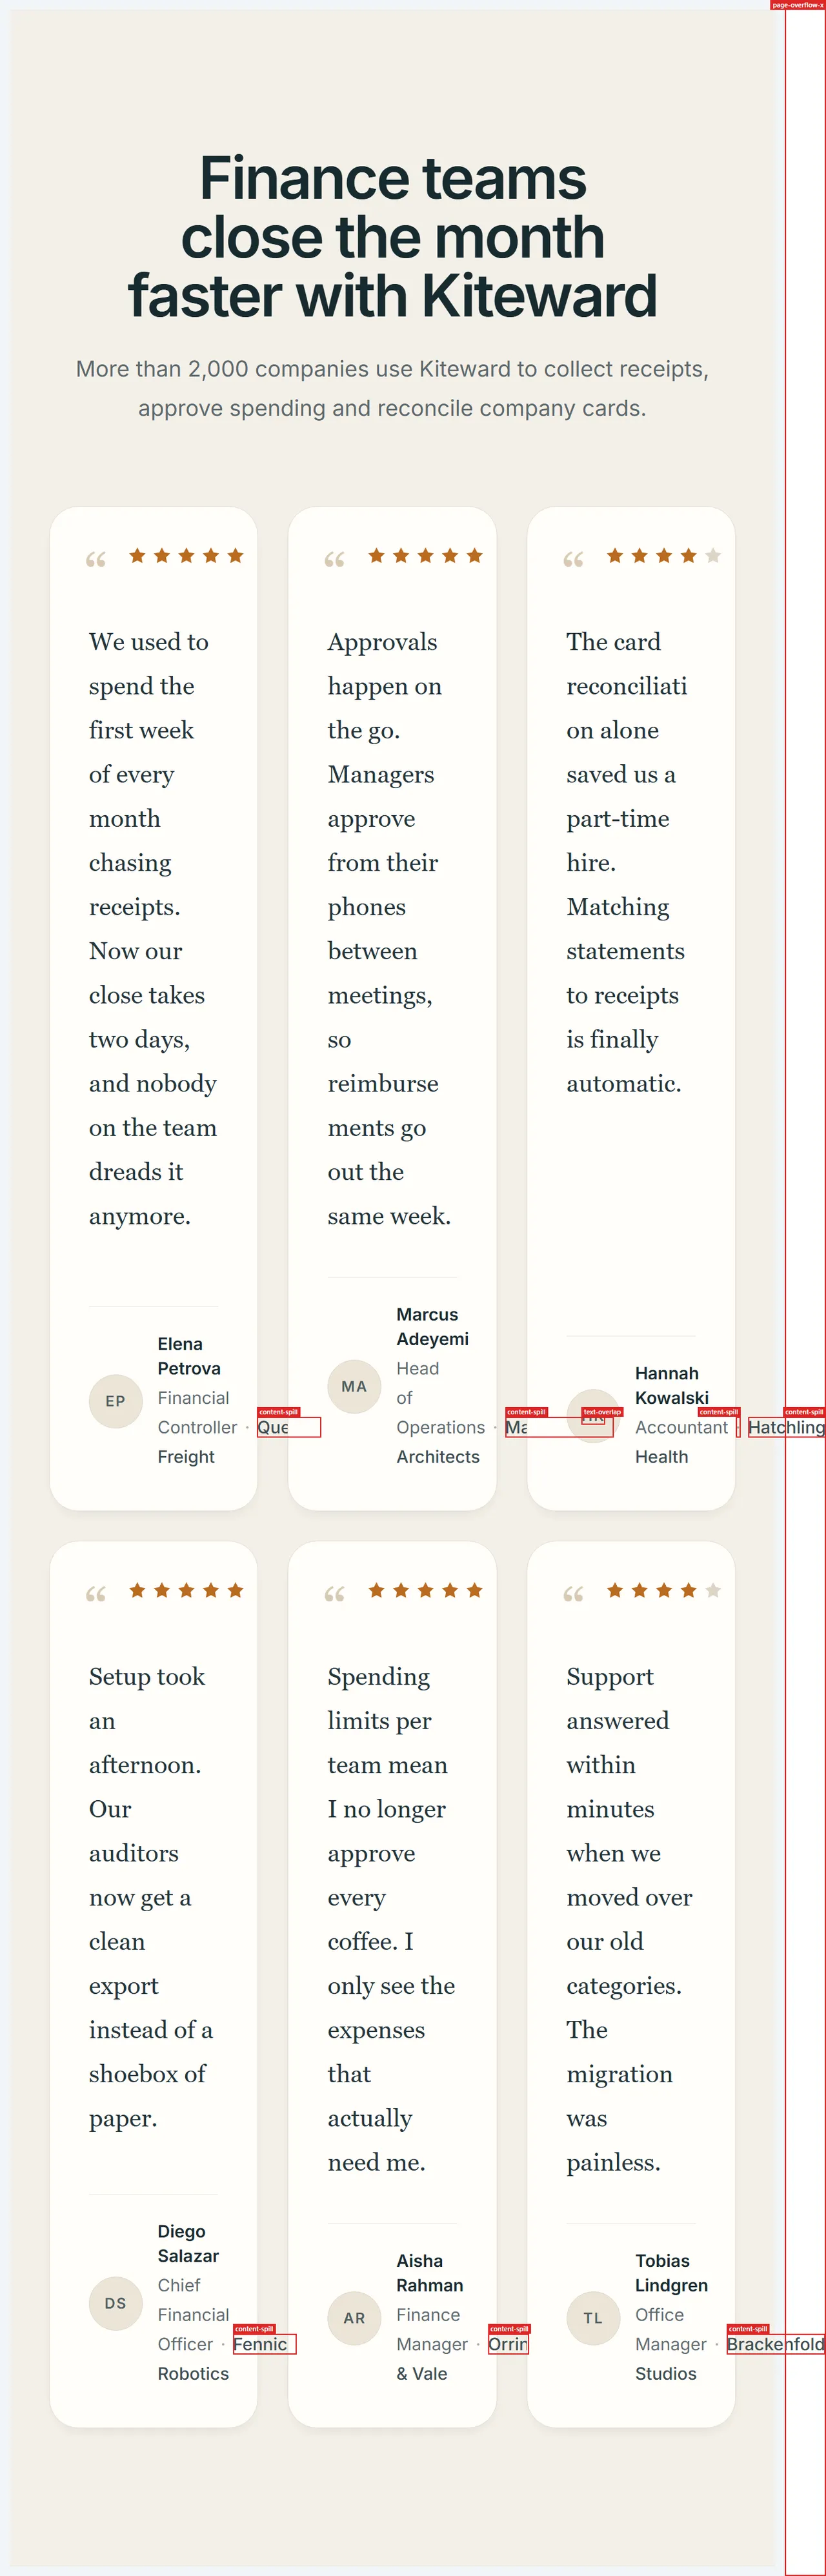 page-overflow-x
Finance teams
close the month
faster with Kiteward
More than 2,000 companies use Kiteward to collect receipts,
approve spending and reconcile company cards.
“
We used to
spend the
first week
of every
month
chasing
receipts.
Now our
close takes
two days,
and nobody
on the team
dreads it
anymore.
EP
Elena
Petrova
Financial
content-spill
Controller · Que
Freight
“
Approvals
happen on
the go.
Managers
approve
from their
phones
between
meetings,
so
reimburse
ments go
out the
same week.
MA
Marcus
Adeyemi
Head
of
content-spill
Operations · Ma
Architects
“
The card
reconciliati
on alone
saved us a
part-time
hire.
Matching
statements
to receipts
is finally
automatic.
text-overlap
Hannah
Kowalski
content-spill
content-spill
Accountant · Hatchling
Health
“
Setup took
an
afternoon.
Our
auditors
now get a
clean
export
instead of a
shoebox of
paper.
DS
Diego
Salazar
Chief
Financial
content-spill
Officer · Fennic
Robotics
“
Spending
limits per
team mean
I no longer
approve
every
coffee. I
only see the
expenses
that
actually
need me.
AR
Aisha
Rahman
Finance
content-spill
Manager · Orrin
& Vale
“
Support
answered
within
minutes
when we
moved over
our old
categories.
The
migration
was
painless.
TL
Tobias
Lindgren
Office
content-spill
Manager · Brackenfold
Studios